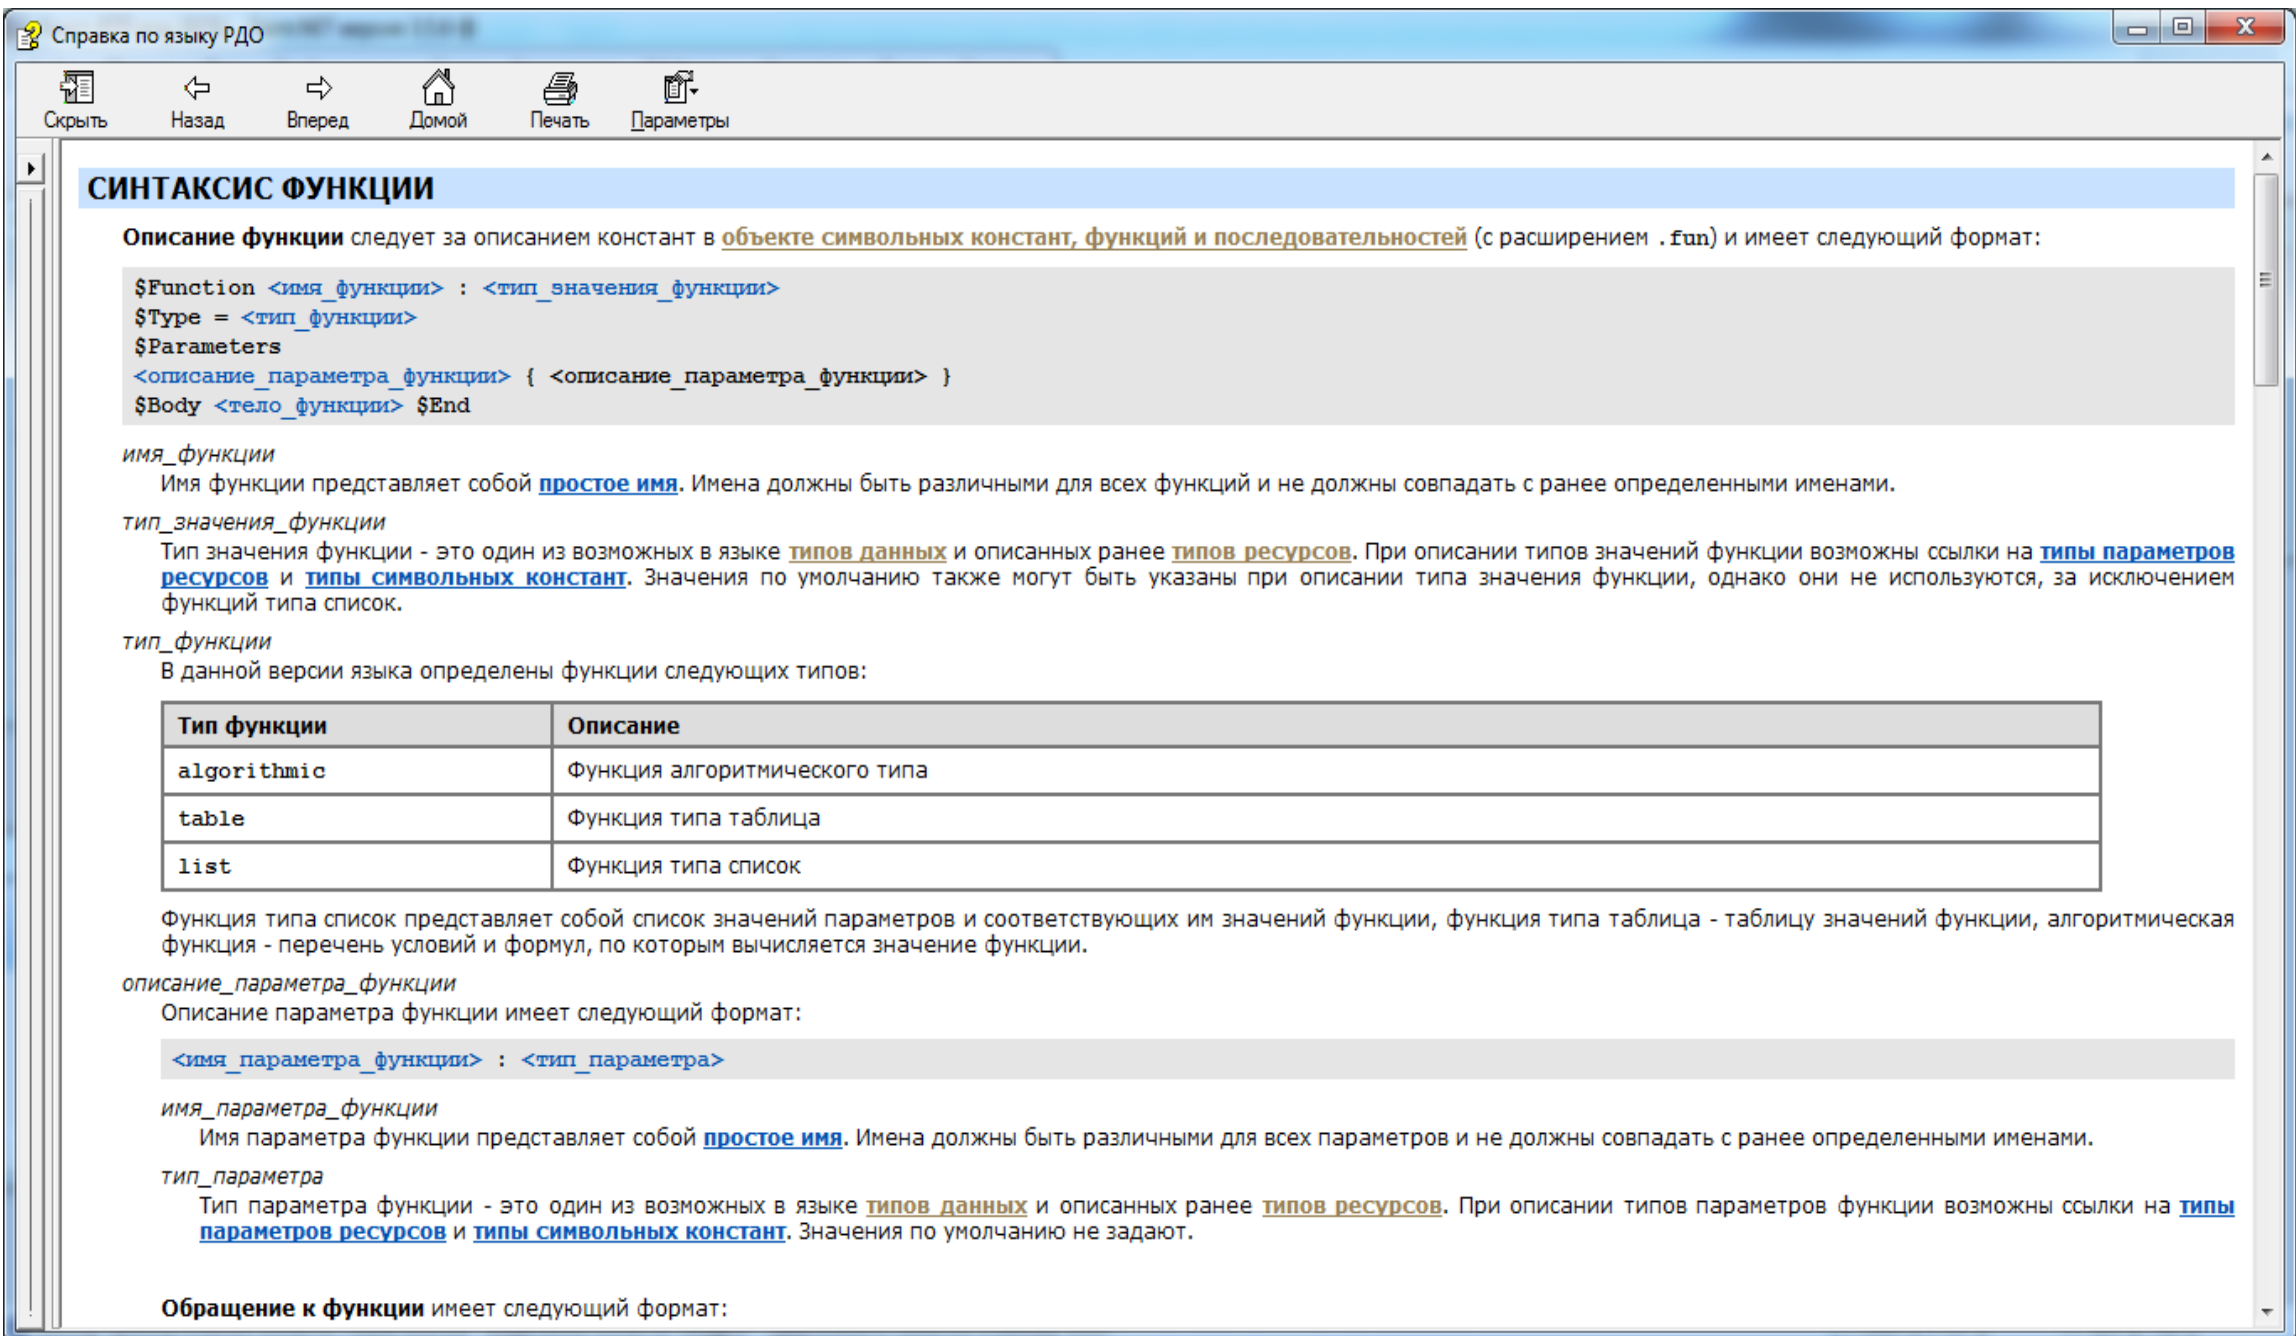 Справка по языку РДО
Скрыть Назад Вперед Домой Печать Параметры
СИНТАКСИС ФУНКЦИИ
Описание функции следует за описанием констант в объекте символьных констант, функций и последовательностей (с расширением .fun) и имеет следующий формат:
$Function <имя_функции> : <тип_значения_функции>
$Type = <тип_функции>
$Parameters
<описание_параметра_функции> { <описание_параметра_функции> }
$Body <тело_функции> $End
имя_функции
Имя функции представляет собой простое имя. Имена должны быть различными для всех функций и не должны совпадать с ранее определенными именами.
тип_значения_функции
Тип значения функции - это один из возможных в языке типов данных и описанных ранее типов ресурсов. При описании типов значений функции возможны ссылки на типы параметров
ресурсов и типы символьных констант. Значения по умолчанию также могут быть указаны при описании типа значения функции, однако они не используются, за исключением
функций типа список.
тип_функции
В данной версии языка определены функции следующих типов:
Тип функции Описание
algorithmic Функция алгоритмического типа
table Функция типа таблица
list Функция типа список
Функция типа список представляет собой список значений параметров и соответствующих им значений функции, функция типа таблица - таблицу значений функции, алгоритмическая
функция - перечень условий и формул, по которым вычисляется значение функции.
описание_параметра_функции
Описание параметра функции имеет следующий формат:
<имя_параметра_функции> : <тип_параметра>
имя_параметра_функции
Имя параметра функции представляет собой простое имя. Имена должны быть различными для всех параметров и не должны совпадать с ранее определенными именами.
тип_параметра
Тип параметра функции - это один из возможных в языке типов данных и описанных ранее типов ресурсов. При описании типов параметров функции возможны ссылки на типы
параметров ресурсов и типы символьных констант. Значения по умолчанию не задают.
Обращение к функции имеет следующий формат: